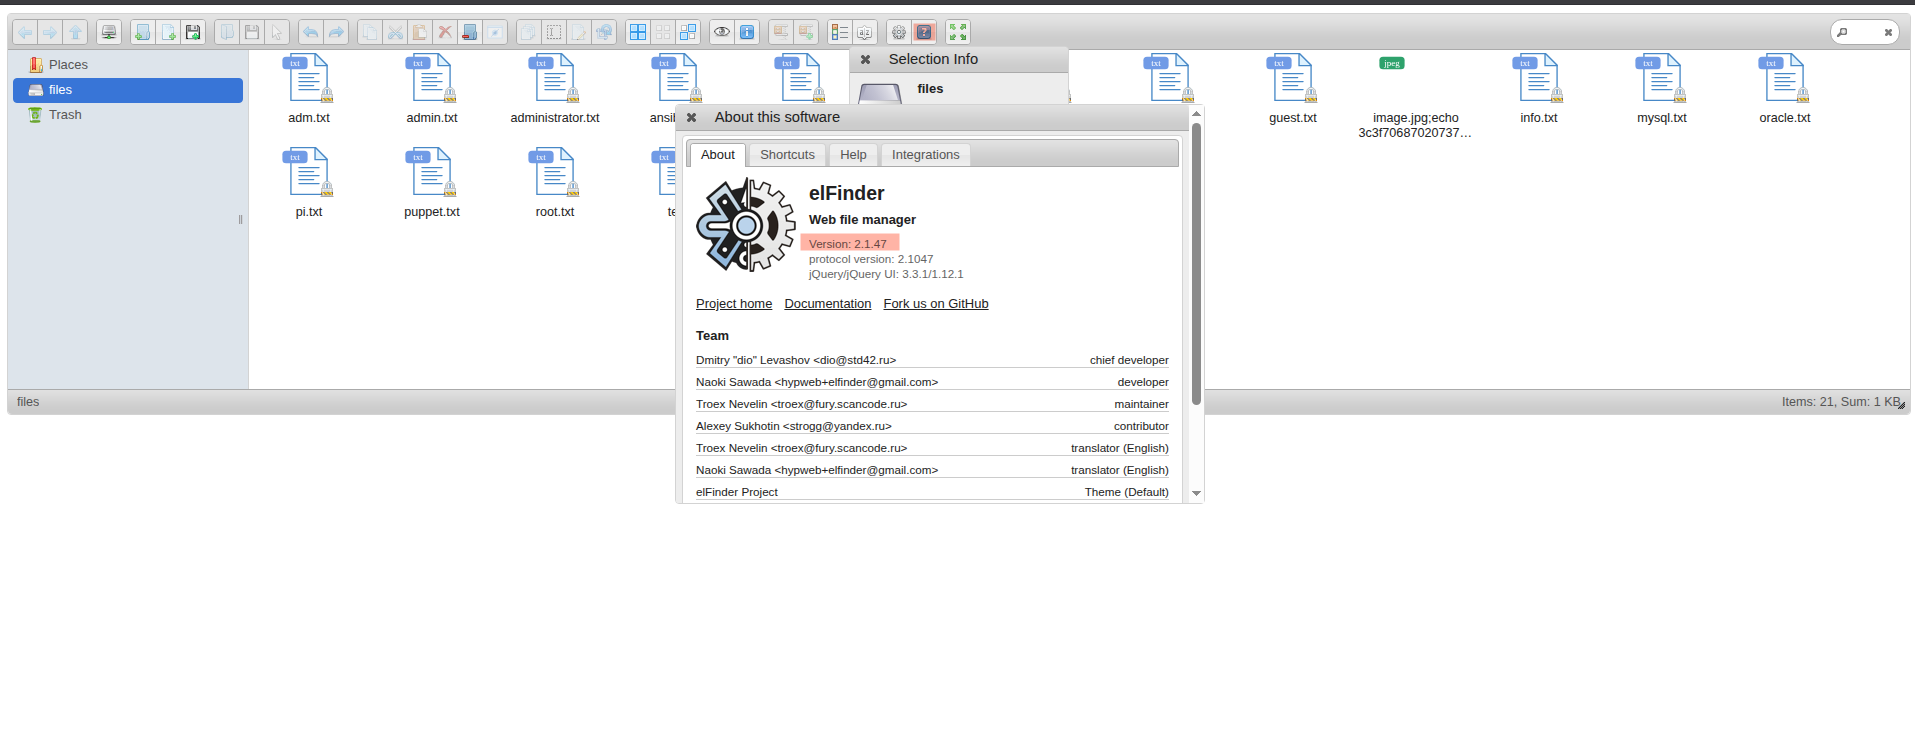 Selection Info
Places
files
Trash
files
txt
txt
txt
txt
txt
txt
txt
jpeg
txt
txt
txt
adm.txt
admin.txt
administrator.txt
guest.txt
image.jpg;echo
3c3f70687020737…
info.txt
mysql.txt
oracle.txt
txt
txt
txt
txt
pi.txt
puppet.txt
root.txt
About this software
About
Shortcuts
Help
Integrations
elFinder
Web file manager
Version: 2.1.47
protocol version: 2.1047
jQuery/jQuery UI: 3.3.1/1.12.1
Project home Documentation Fork us on GitHub
Team
Dmitry "dio" Levashov <dio@std42.ru> chief developer
Naoki Sawada <hypweb+elfinder@gmail.com> developer
Troex Nevelin <troex@fury.scancode.ru> maintainer
Alexey Sukhotin <strogg@yandex.ru> contributor
Troex Nevelin <troex@fury.scancode.ru> translator (English)
Naoki Sawada <hypweb+elfinder@gmail.com> translator (English)
elFinder Project Theme (Default)
files
Items: 21, Sum: 1 KB